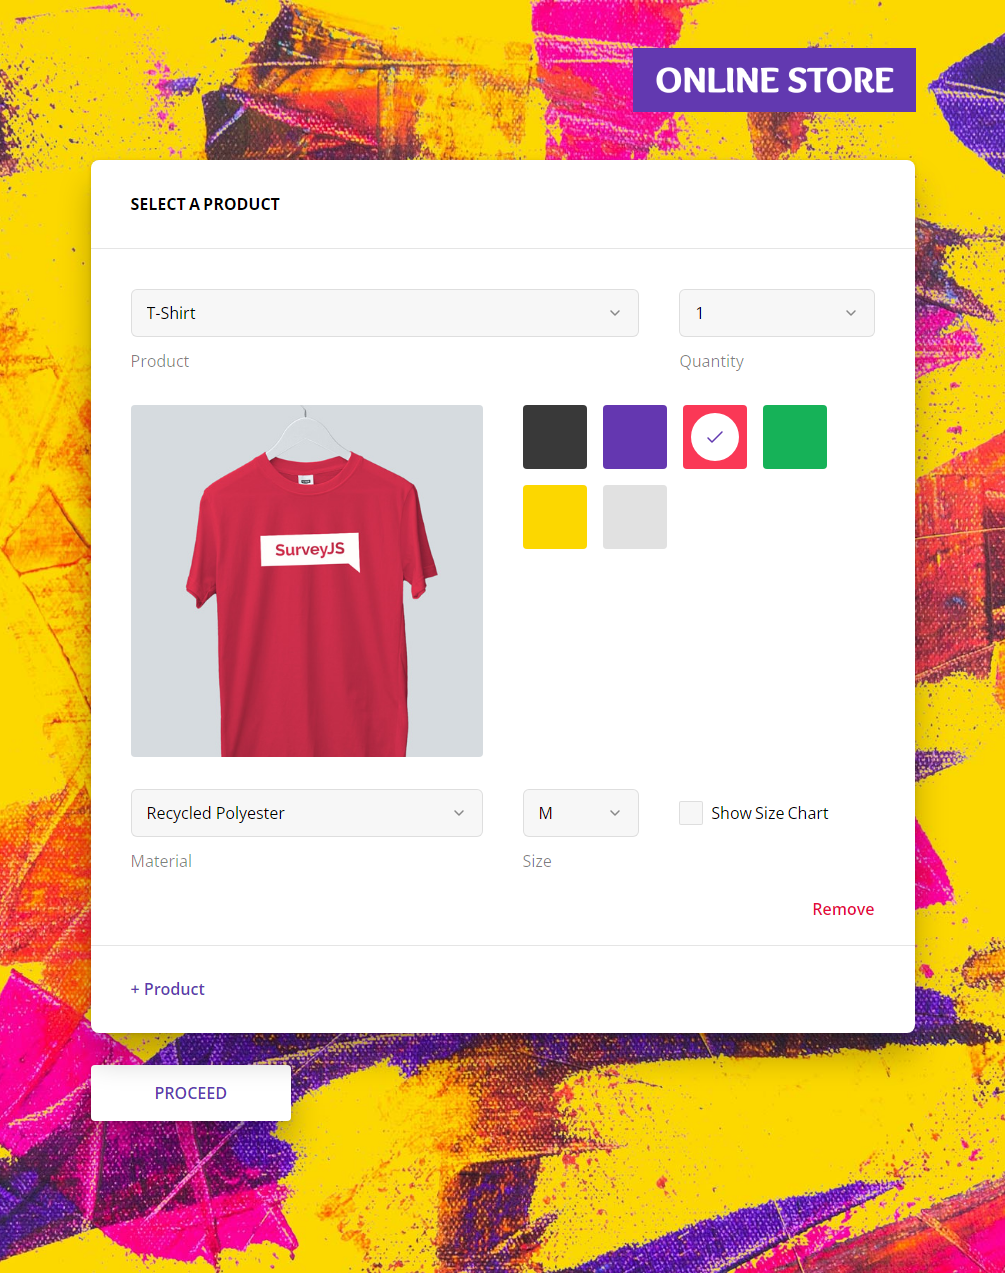 ONLINE STORE
SELECT A PRODUCT
T-Shirt
1
Product
Quantity
SurveyJS
Recycled Polyester
M
Show Size Chart
Material
Size
Remove
+ Product
PROCEED